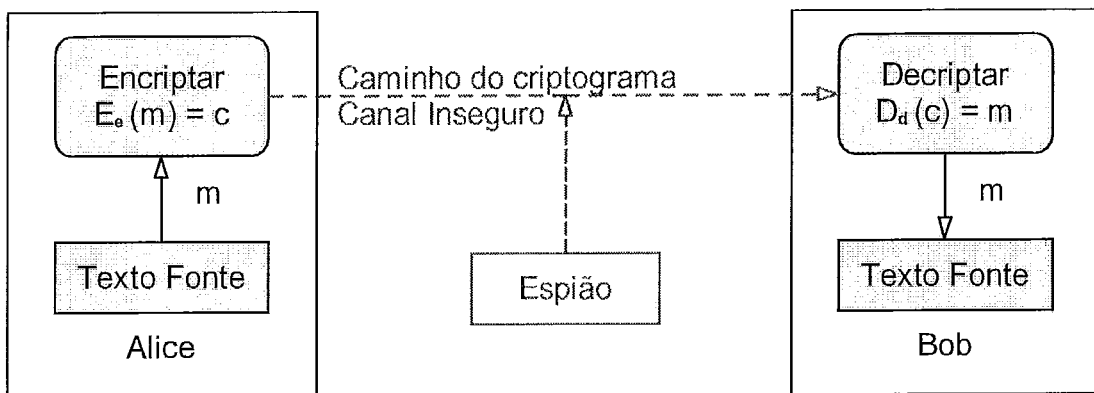 Encriptar
Eₑ (m) = c
m
Texto Fonte
Alice
Caminho do criptograma
Canal Inseguro
Espião
Decriptar
D_d (c) = m
m
Texto Fonte
Bob